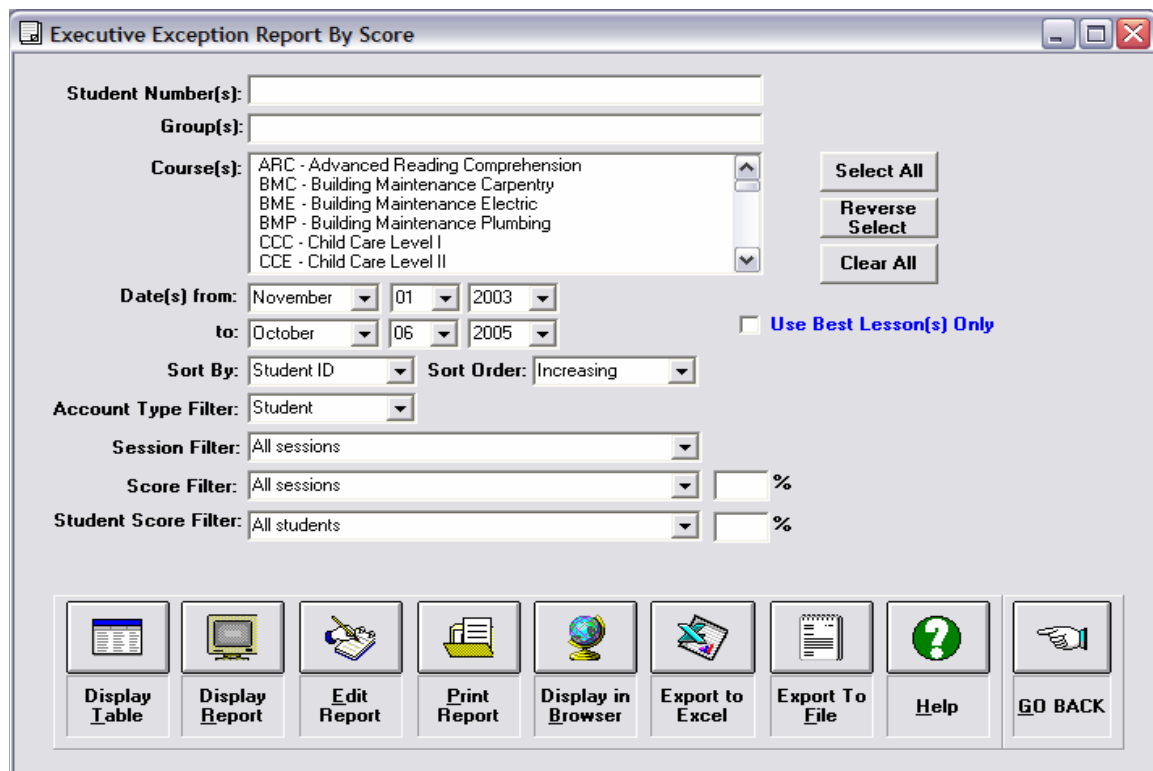 Executive Exception Report By Score
Student Number(s):
Group(s):
Course(s):
ARC - Advanced Reading Comprehension
BMC - Building Maintenance Carpentry
BME - Building Maintenance Electric
BMP - Building Maintenance Plumbing
CCC - Child Care Level I
CCE - Child Care Level II
Select All
Reverse
Select
Clear All
Date(s) from: November 01 2003
to: October 06 2005
Use Best Lesson(s) Only
Sort By: Student ID Sort Order: Increasing
Account Type Filter: Student
Session Filter: All sessions
Score Filter: All sessions %
Student Score Filter: All students %
Display
Table
Display
Report
Edit
Report
Print
Report
Display in
Browser
Export to
Excel
Export To
File
Help
GO BACK